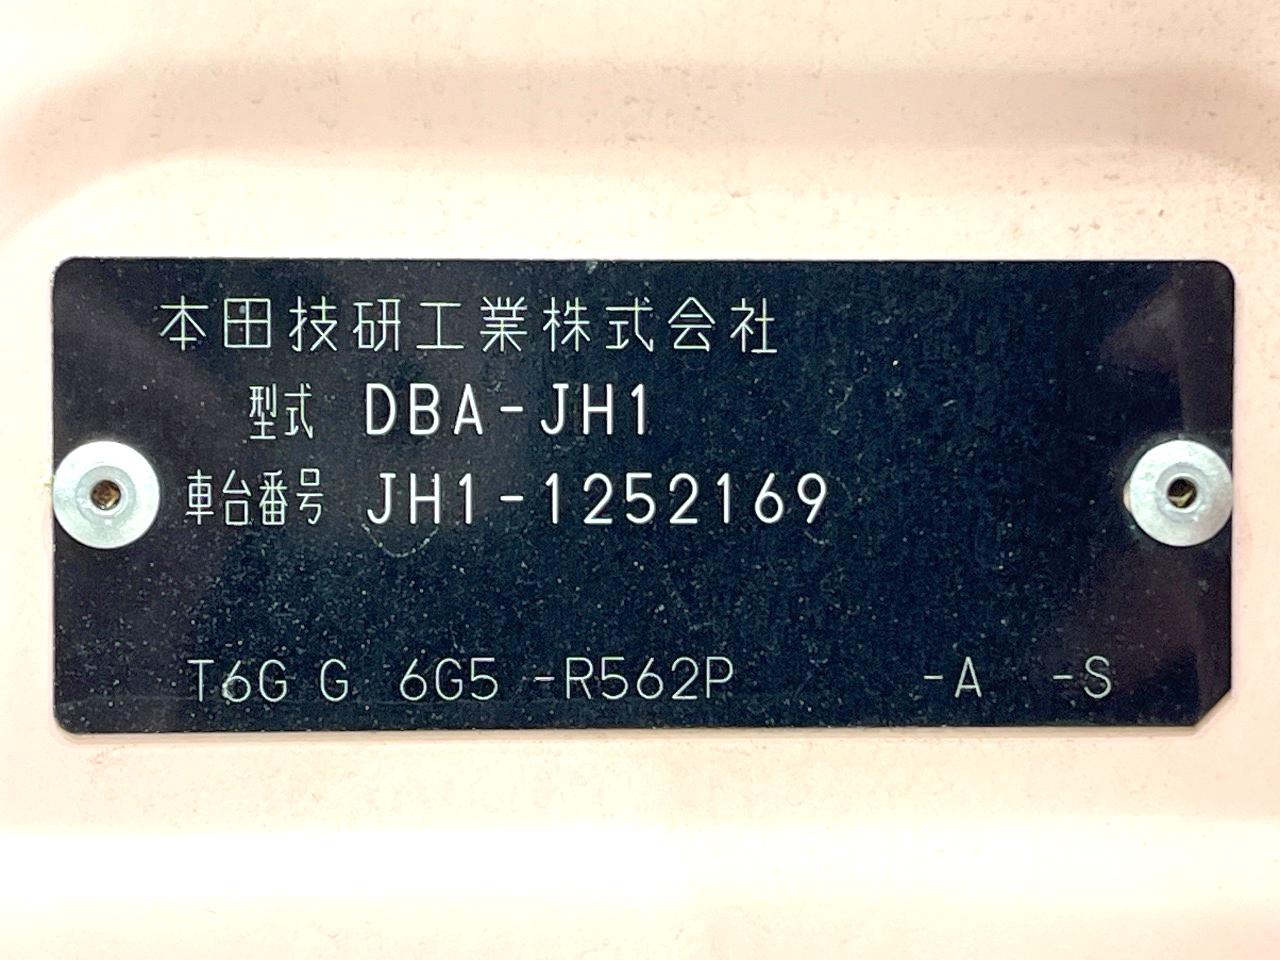 本田技研工業株式会社
型式 DBA-JH1
車台番号 JH1-1252169
T6G G 6G5 -R562P -A -S